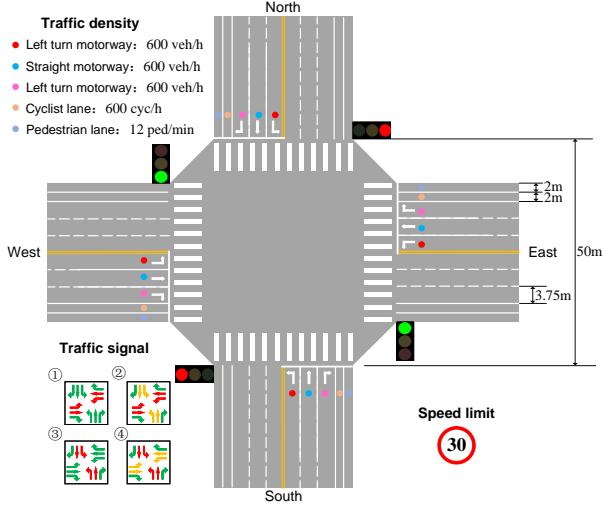 North
Traffic density
Left turn motorway: 600 veh/h
Straight motorway: 600 veh/h
Left turn motorway: 600 veh/h
Cyclist lane: 600 cyc/h
Pedestrian lane: 12 ped/min
2m
2m
West
East
50m
3.75m
Traffic signal
① ②
③ ④
Speed limit
30
South